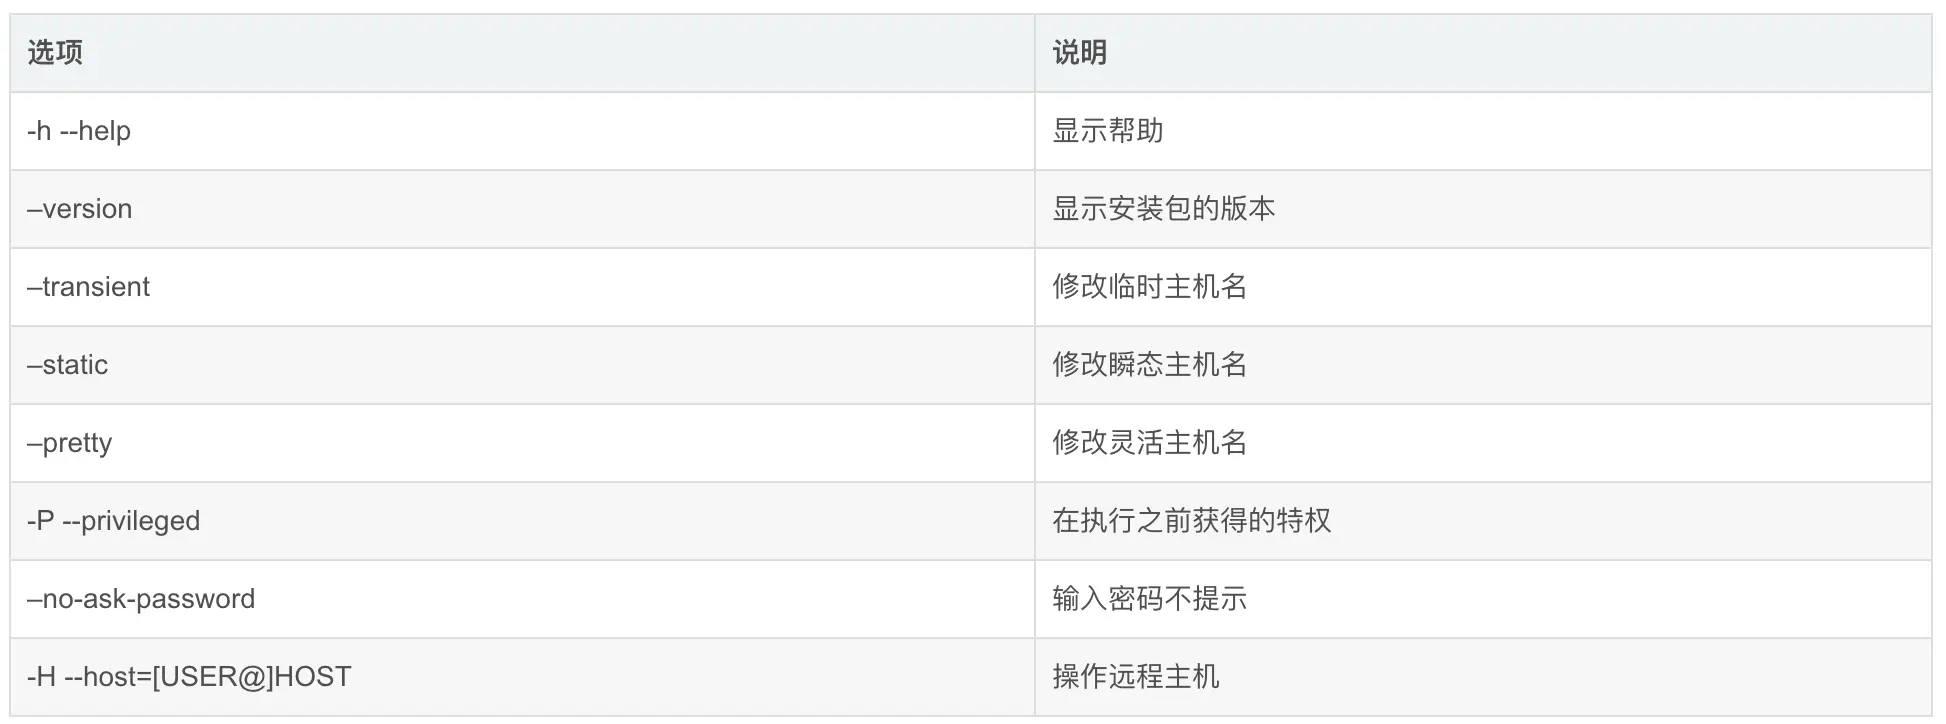 选项 说明
-h --help 显示帮助
–version 显示安装包的版本
–transient 修改临时主机名
–static 修改瞬态主机名
–pretty 修改灵活主机名
-P --privileged 在执行之前获得的特权
–no-ask-password 输入密码不提示
-H --host=[USER@]HOST 操作远程主机